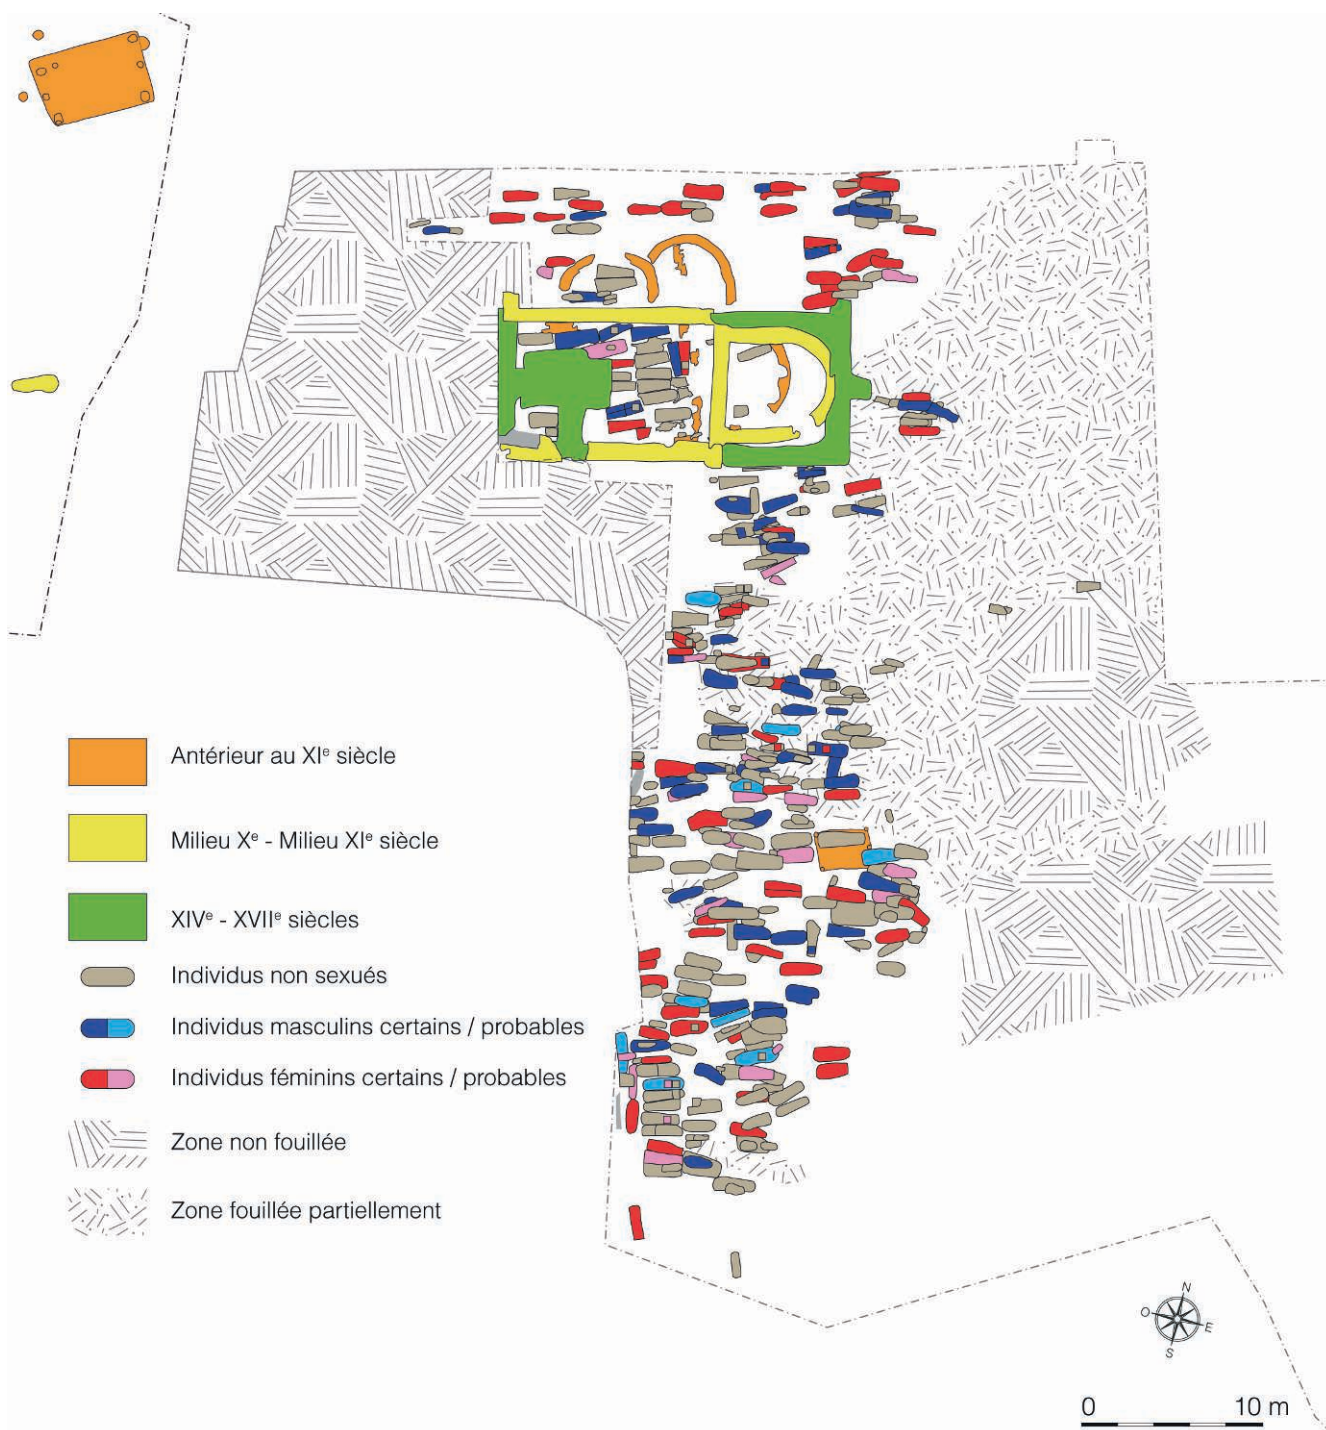 Antérieur au XIᵉ siècle
Milieu Xᵉ - Milieu XIᵉ siècle
XIVᵉ - XVIIᵉ siècles
Individus non sexués
Individus masculins certains / probables
Individus féminins certains / probables
Zone non fouillée
Zone fouillée partiellement
N
O
E
S
0 10 m